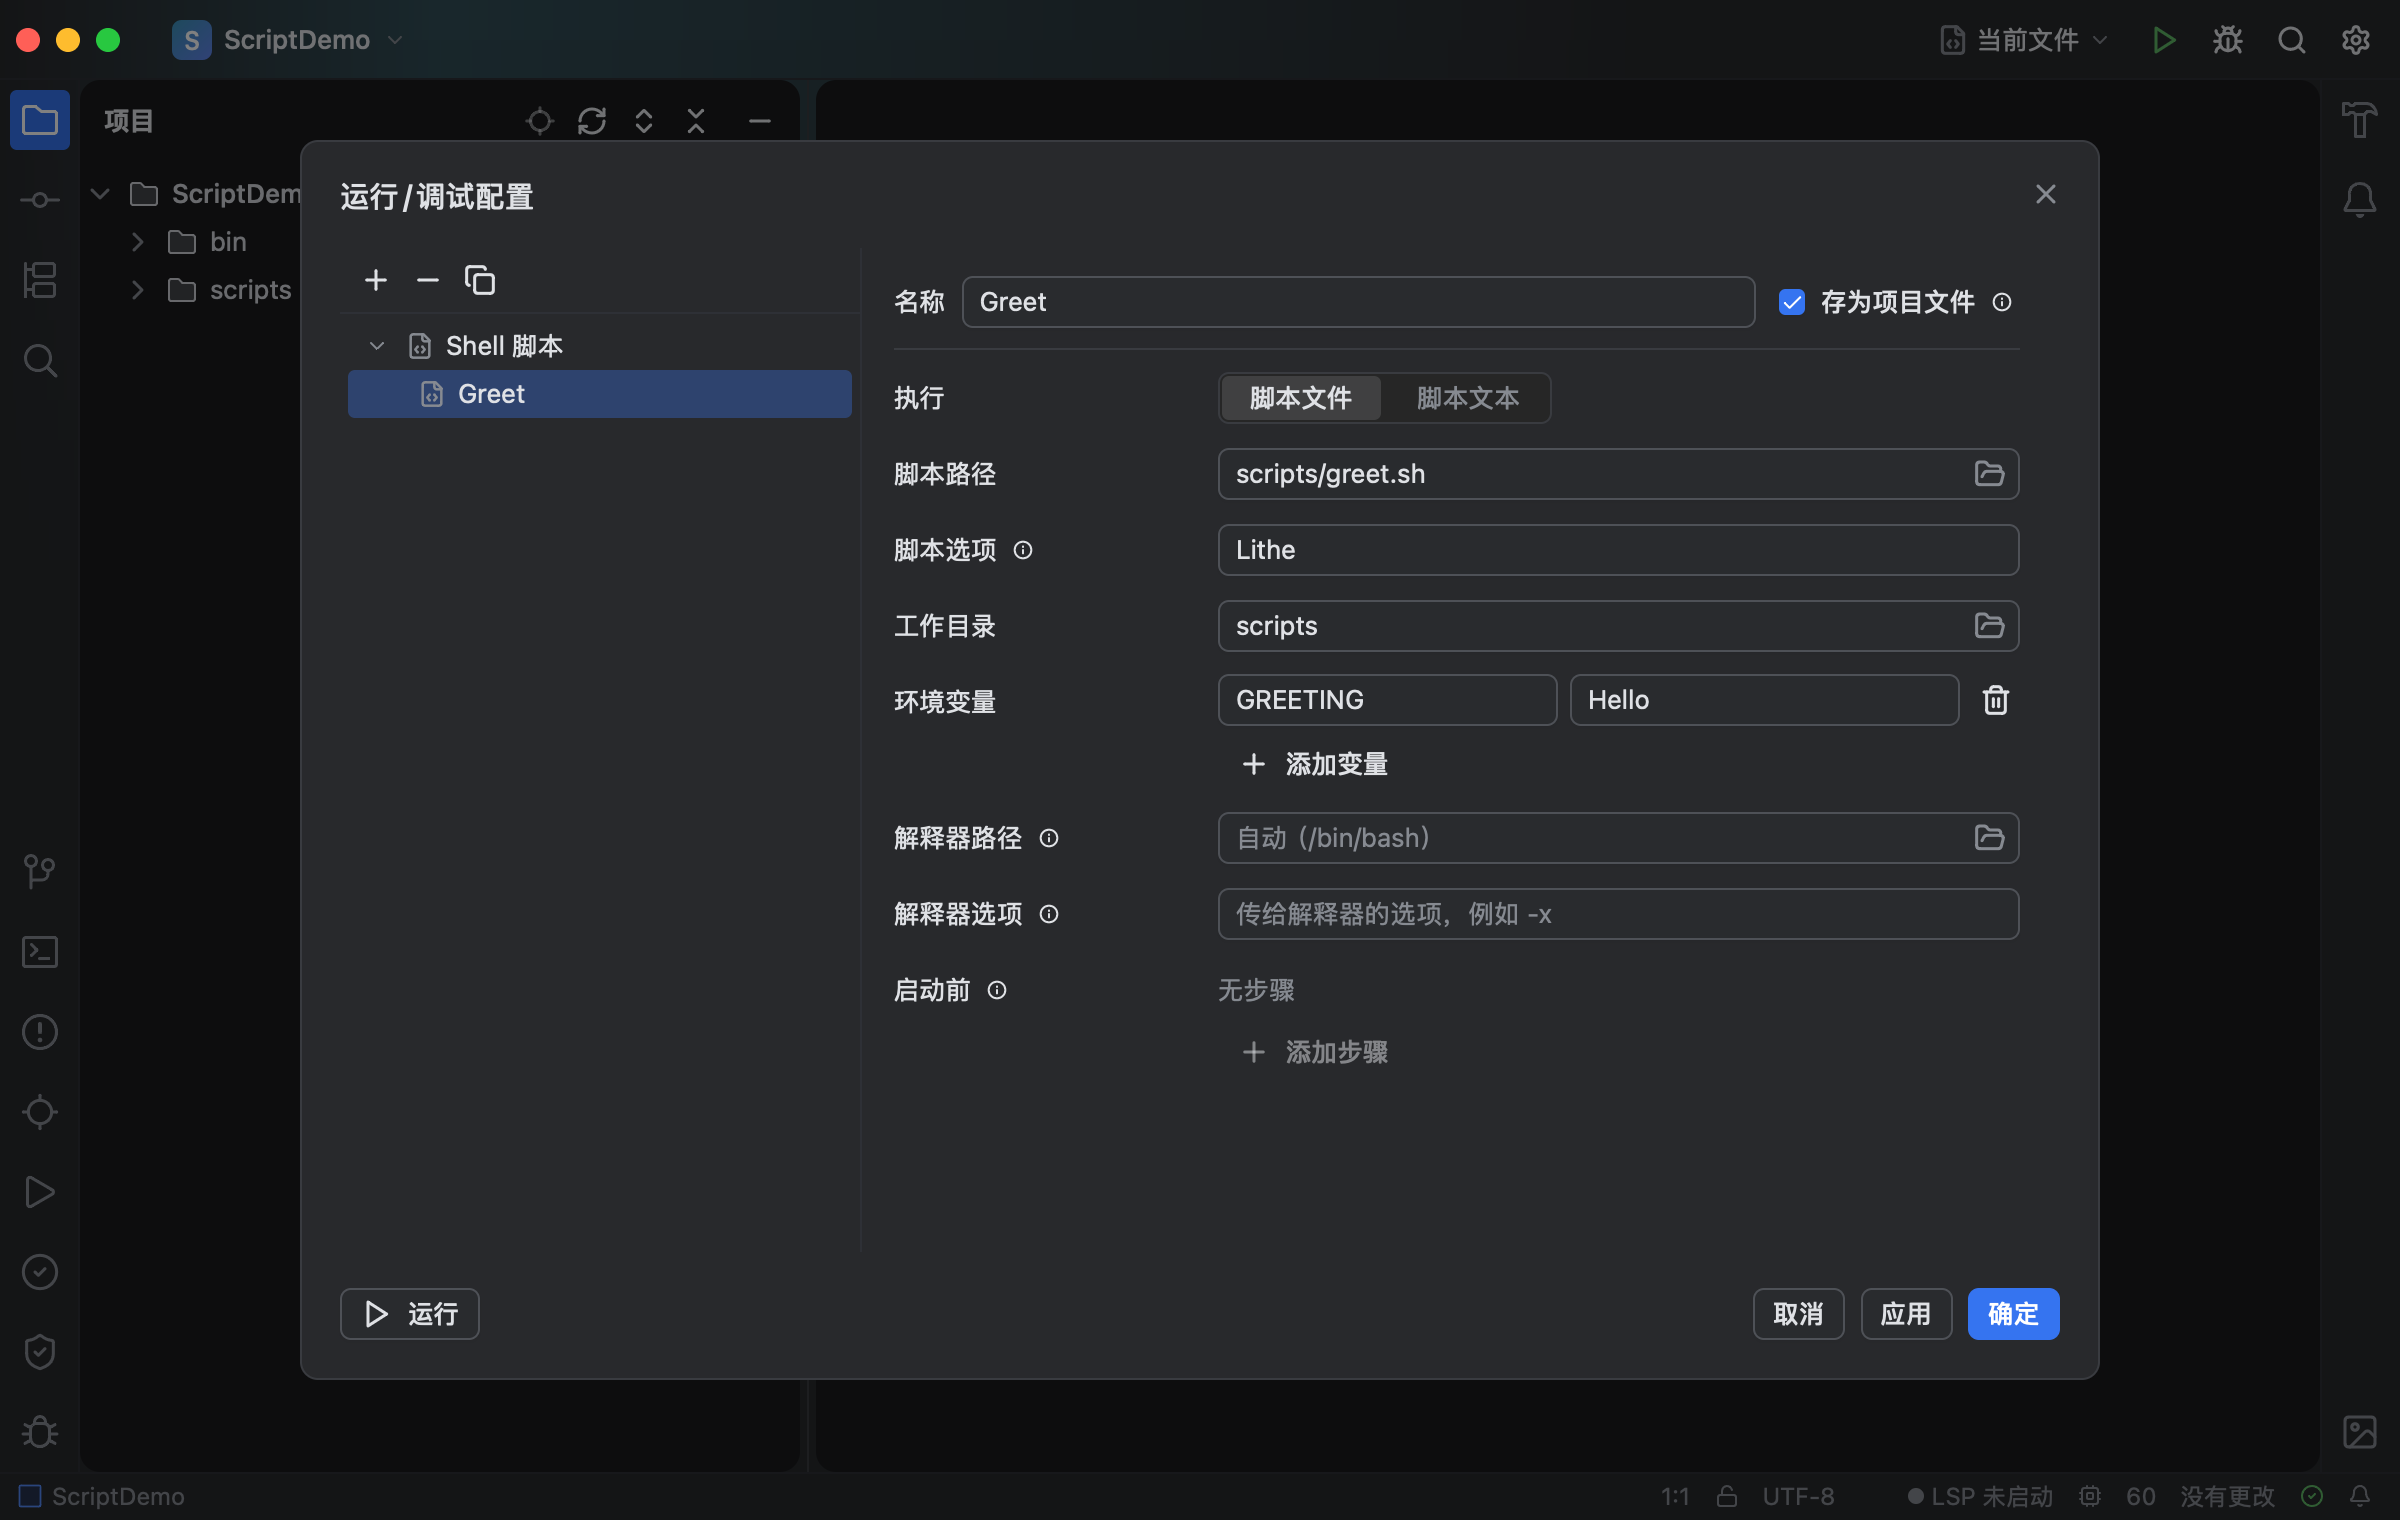 S ScriptDemo
当前文件
项目
ScriptDem
bin
scripts
运行/调试配置
名称 Greet 存为项目文件
Shell 脚本
Greet
执行 脚本文件 脚本文本
脚本路径 scripts/greet.sh
脚本选项 Lithe
工作目录 scripts
环境变量 GREETING Hello
添加变量
解释器路径 自动 (/bin/bash)
解释器选项 传给解释器的选项，例如 -x
启动前 无步骤
添加步骤
运行 取消 应用 确定
ScriptDemo 1:1 UTF-8 LSP 未启动 60 没有更改